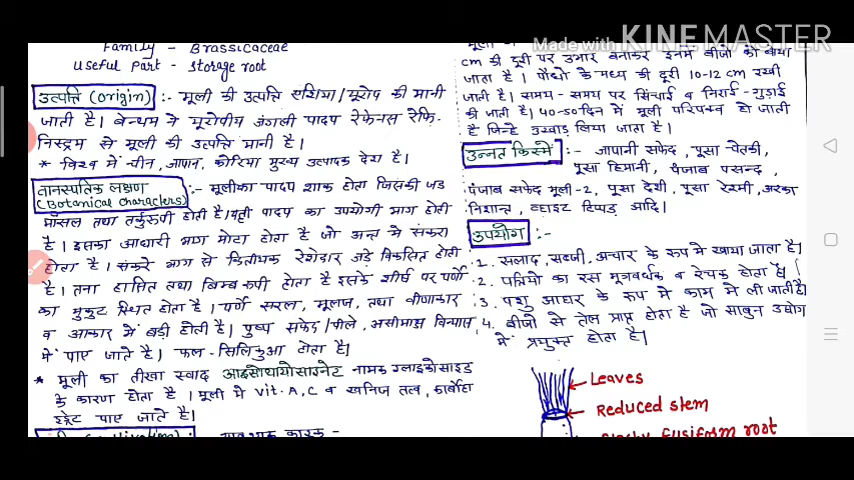 Made with KINEMASTER
Family - Brassicaceae
Useful Part - Storage root
उत्पत्ति (Origin) :- मूली की उत्पत्ति एशिया/यूरोप की मानी
जाती है। बेन्थम ने यूरोपीय जंगली पादप रेफेनस रेफि-
निस्ट्रम से मूली की उत्पत्ति मानी है।
* विश्व में चीन, जापान, कोरिया मुख्य उत्पादक देश है।
वानस्पतिक लक्षण :- मूली का पादप शाक होता जिसकी जड़
(Botanical characters)
मांसल तथा तर्कुरूपी होती है। यही पादप का उपयोगी भाग होती
है। इसका आधारी भाग मोटा होता है जो अन्त में संकरा
होता है। संकरे भाग से द्वितीयक रेशेदार जड़े विकसित होती
है। तना हासित तथा बिम्ब रूपी होता है इसके शीर्ष पर पर्णो
का मुकुट स्थित होता है। पर्ण सरल, मूलज, तथा वीणाकार
व आकार में बड़ी होती है। पुष्प सफेद/पीले, असीमाक्ष विन्यास
में पाए जाते है। फल - सिलिकुआ होता है।
* मूली का तीखा स्वाद आइसोथायोसाइनेट नामक ग्लाइकोसाइड
के कारण होता है। मूली में Vit. A, C व खनिज तत्व, कार्बोहा
इड्रेट पाए जाते है।
cm की दूरी पर उभार बनाकर इनमें बीजो को बोया
जाता है। पौधो के मध्य की दूरी 10-12 cm रखी
जाती है। समय-समय पर सिंचाई व निराई-गुड़ाई
की जाती है। 40-50 दिन में मूली परिपक्व हो जाती
है जिन्हे उखाड़ लिया जाता है।
उन्नत किस्में :- जापानी सफेद, पूसा चेतकी,
पूसा हिमानी, पंजाब पसन्द,
पंजाब सफेद मूली-2, पूसा देशी, पूसा रेशमी, अरका
निशान्त, व्हाइट टिप्पड़ आदि।
उपयोग :-
1. सलाद, सब्जी, अचार के रूप में खाया जाता है।
2. पत्तियो का रस मूत्रवर्धक व रेचक होता है।
3. पशु आहार के रूप में काम में ली जाती है।
4. बीजो से तेल प्राप्त होता है जो साबुन उद्योग
में प्रयुक्त होता है।
Leaves
Reduced stem
fusiform root